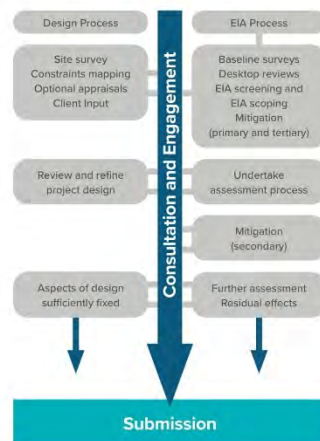 Design Process
EIA Process
Site survey
Constraints mapping
Optional appraisals
Client Input
Baseline surveys
Desktop reviews
EIA screening and
EIA scoping
Mitigation
(primary and tertiary)
Consultation and Engagement
Review and refine
project design
Undertake
assessment process
Mitigation
(secondary)
Aspects of design
sufficiently fixed
Further assessment
Residual effects
Submission